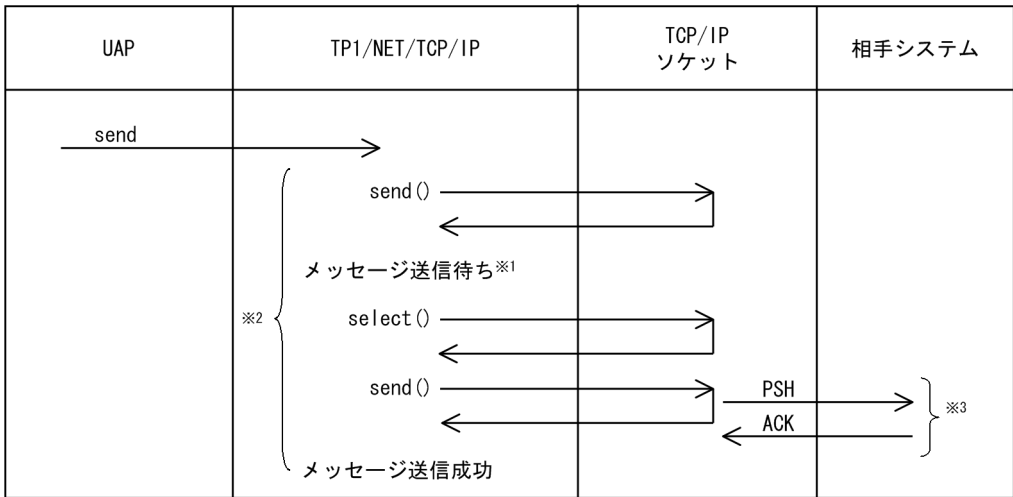 UAP
TP1/NET/TCP/IP
TCP/IP
ソケット
相手システム
send
send()
メッセージ送信待ち※1
※2
select()
send()
PSH
※3
ACK
メッセージ送信成功